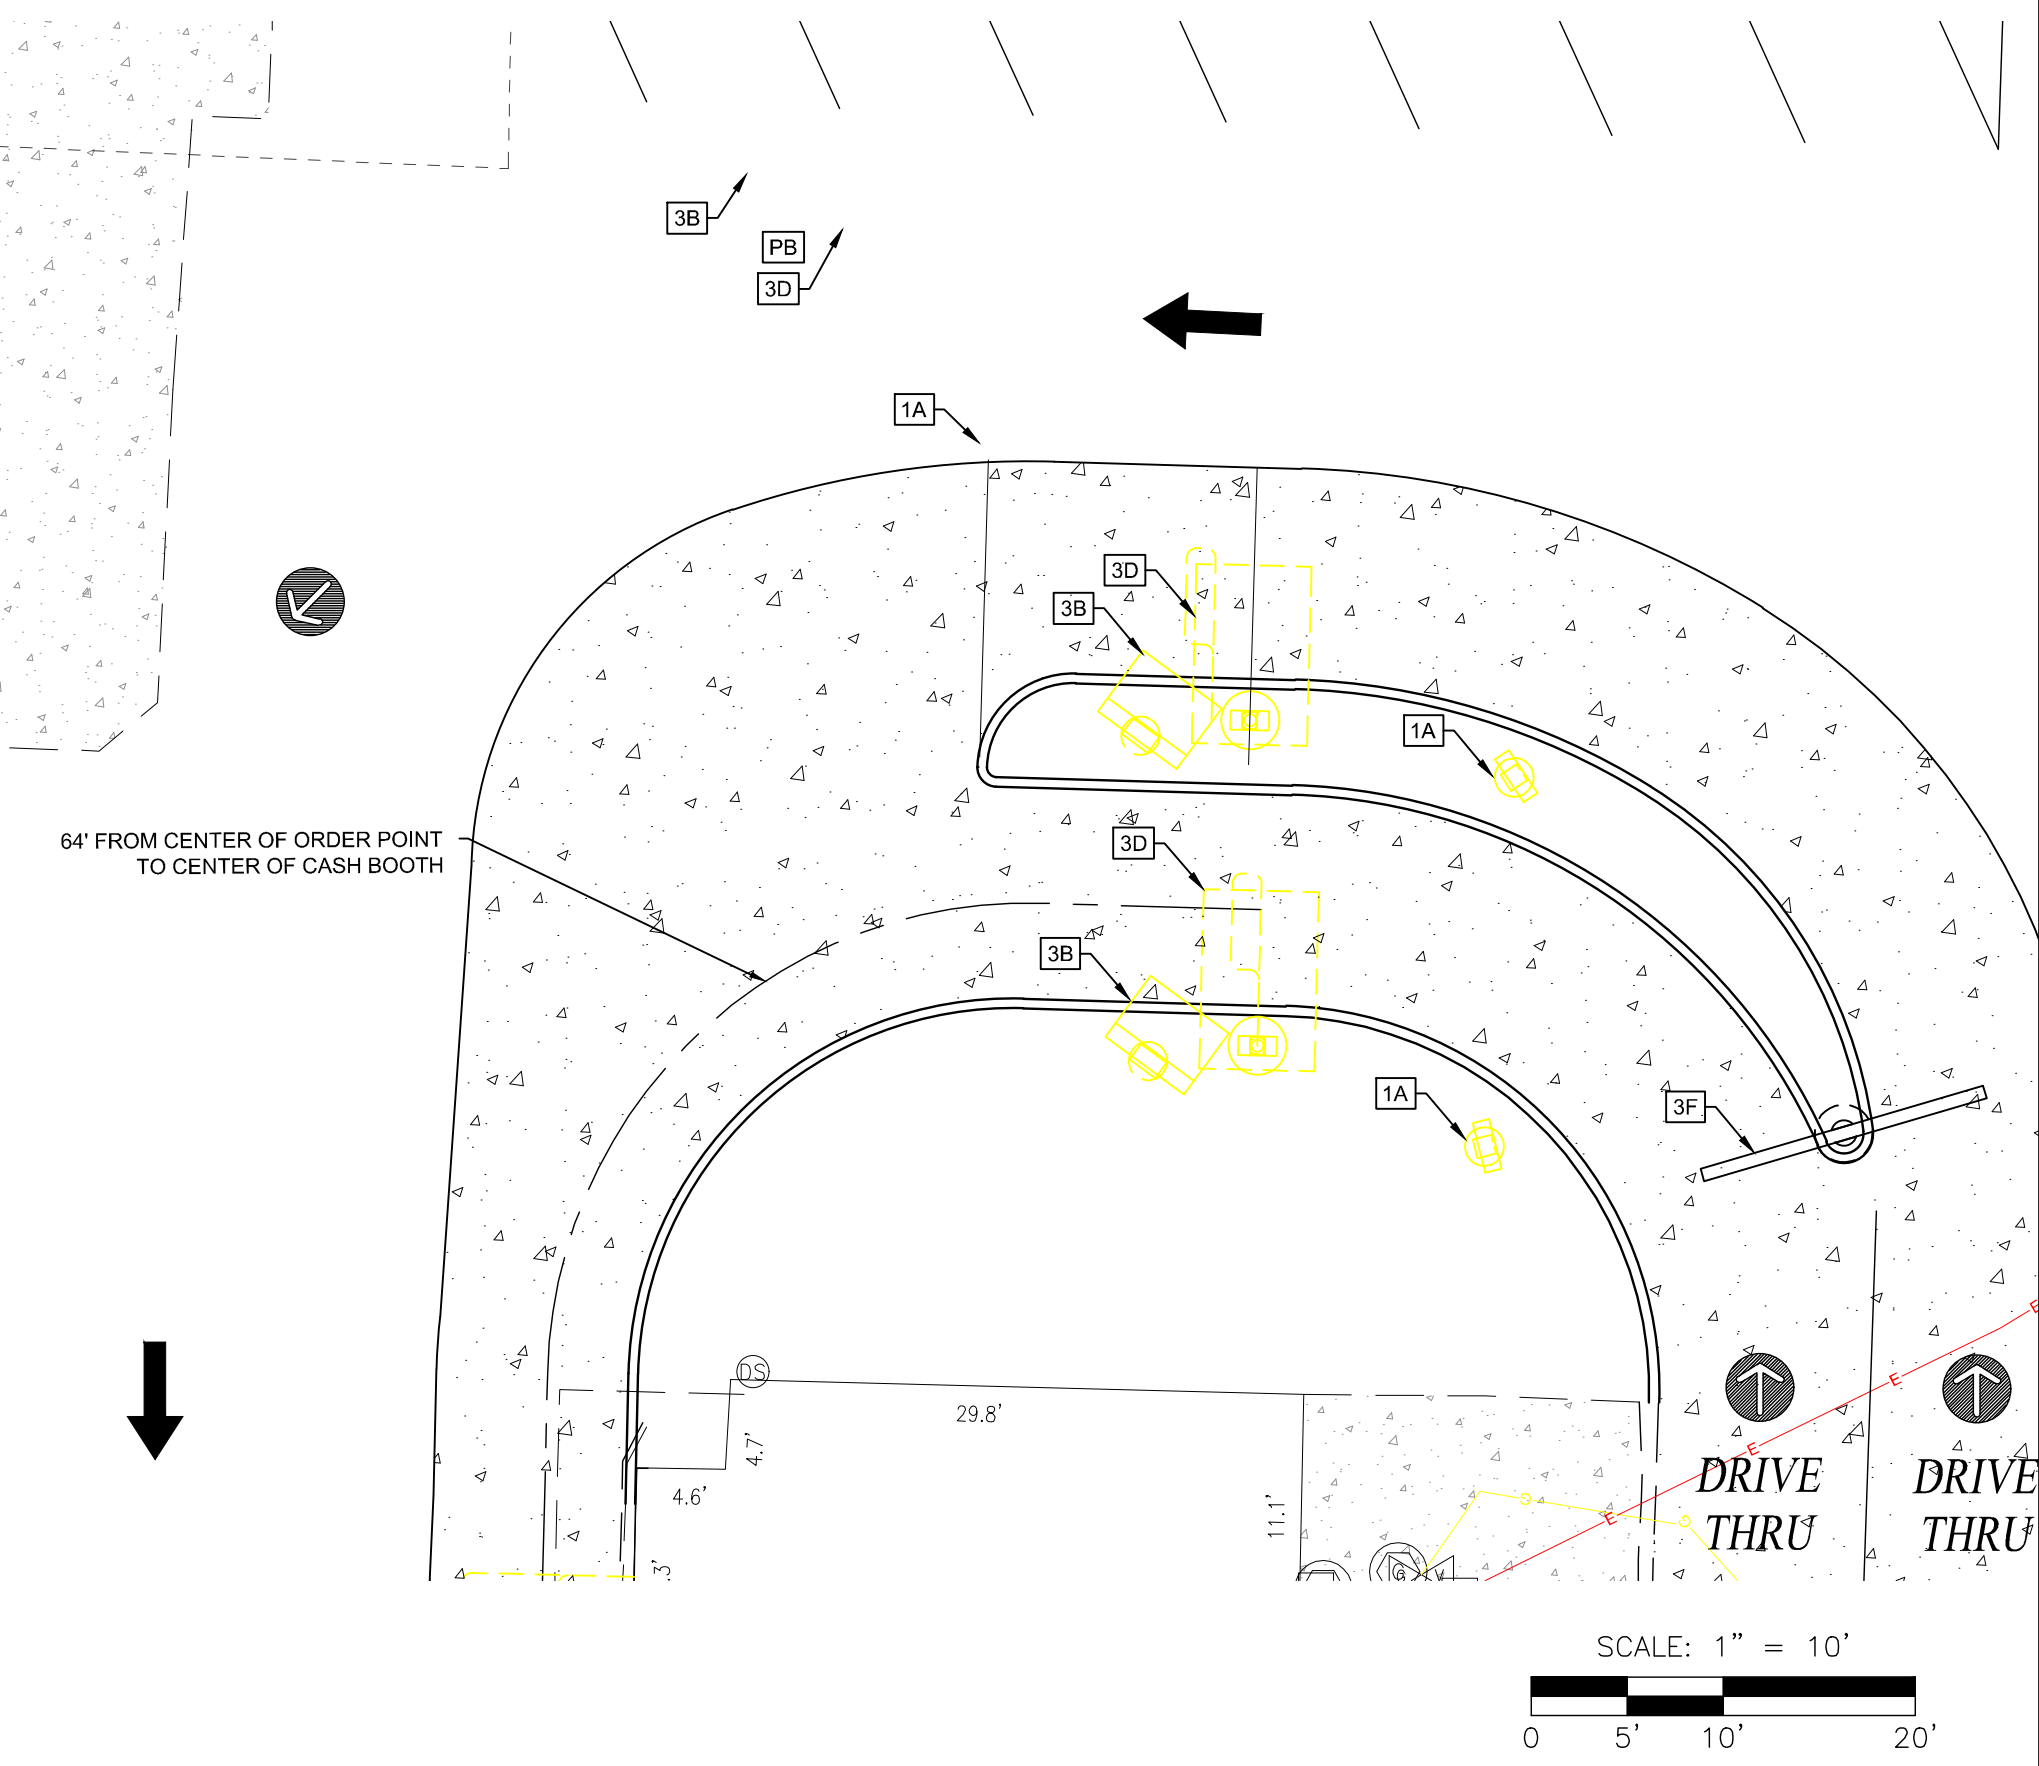 3B
PB
3D
1A
3D
3B
1A
64' FROM CENTER OF ORDER POINT
TO CENTER OF CASH BOOTH
3D
3B
1A
3F
DS
29.8'
4.7'
4.6'
11.1'
3'
E
E
E
E
G
G
G
V
DRIVE
THRU
DRIVE
THRU
SCALE: 1" = 10'
0 5' 10' 20'